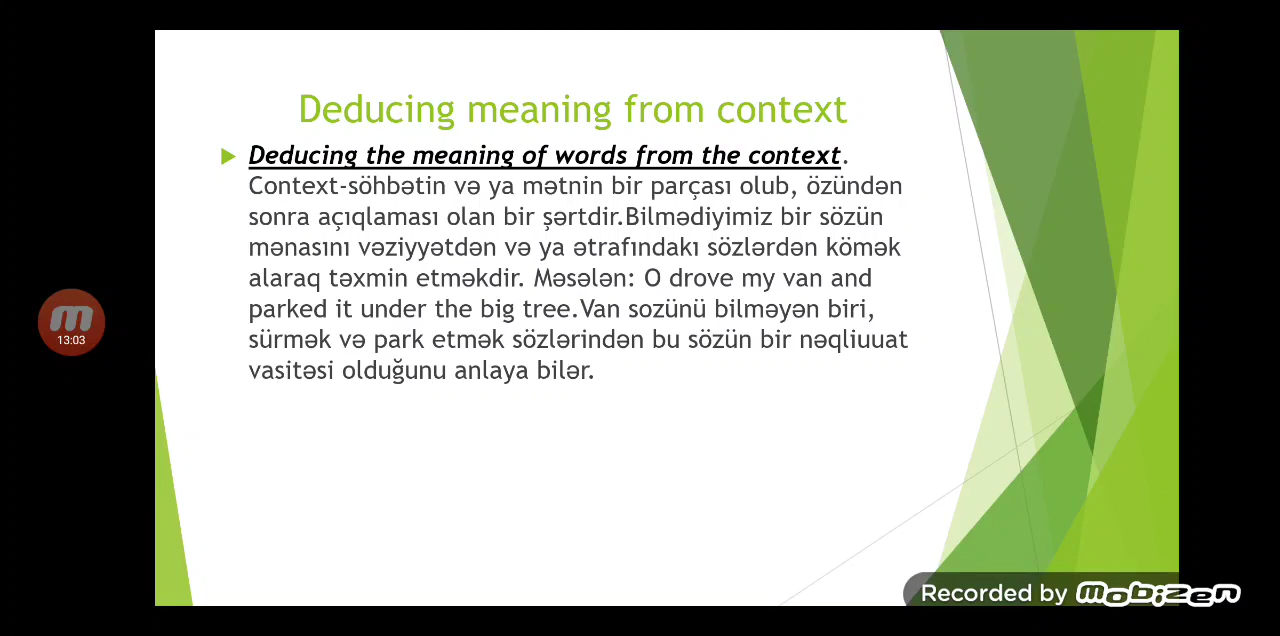 Deducing meaning from context
Deducing the meaning of words from the context.
Context-söhbətin və ya mətnin bir parçası olub, özündən
sonra açıqlaması olan bir şərtdir.Bilmədiyimiz bir sözün
mənasını vəziyyətdən və ya ətrafındakı sözlərdən kömək
alaraq təxmin etməkdir. Məsələn: O drove my van and
parked it under the big tree.Van sozünü bilməyən biri,
sürmək və park etmək sözlərindən bu sözün bir nəqliuuat
vasitəsi olduğunu anlaya bilər.
13:03
Recorded by mobizen